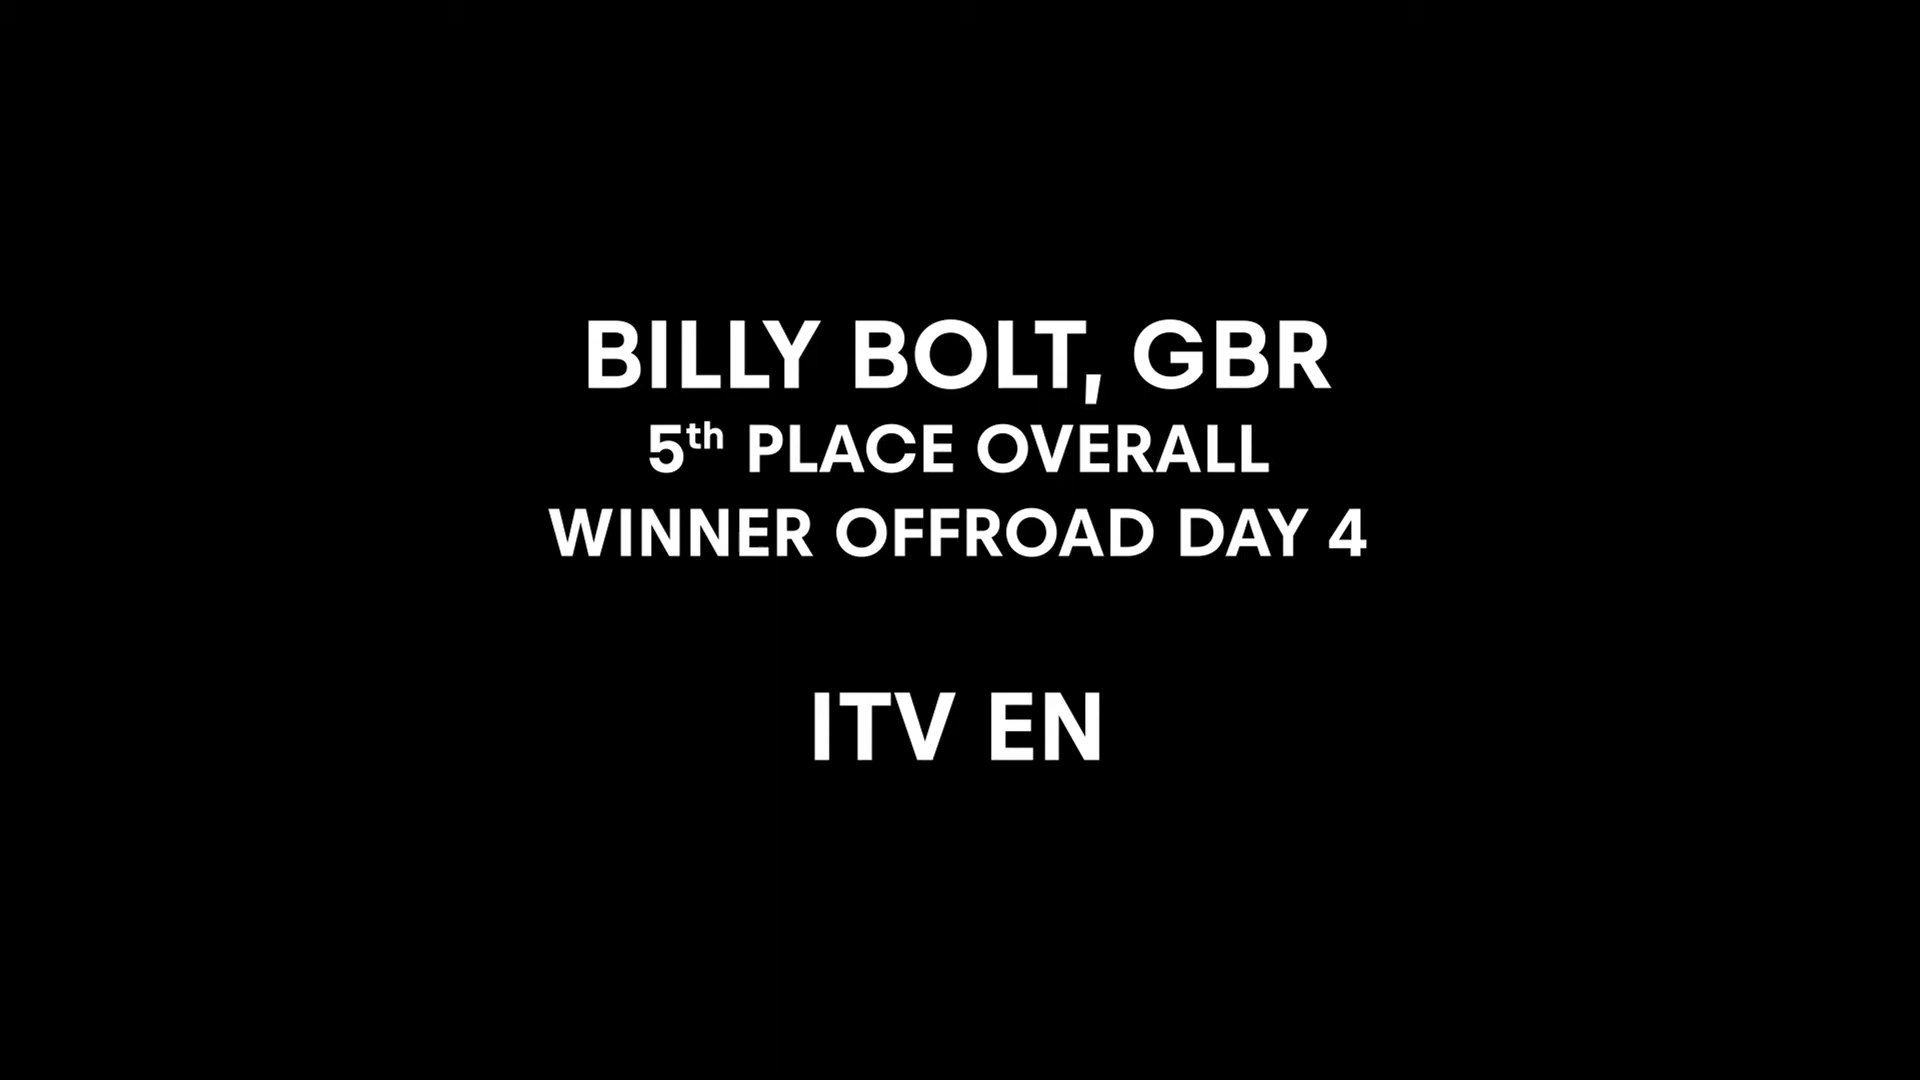 BILLY BOLT, GBR
5th PLACE OVERALL
WINNER OFFROAD DAY 4
ITV EN